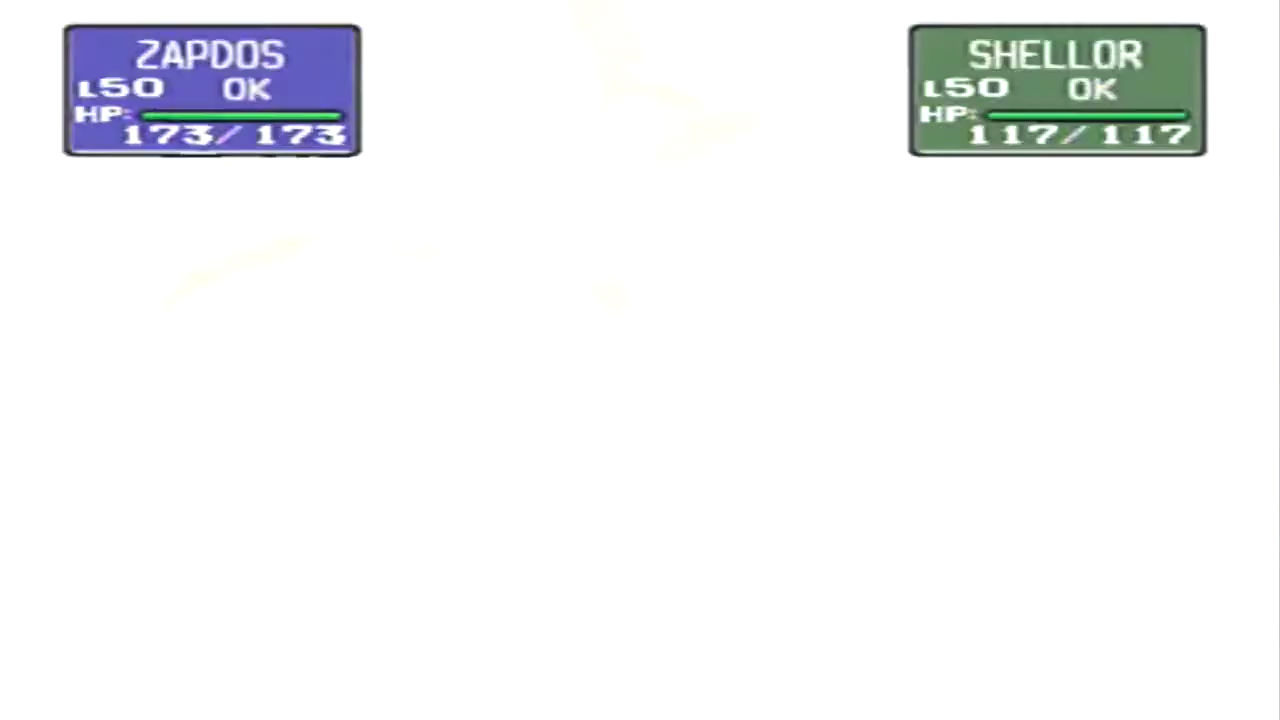 ZAPDOS
L50 OK
HP:
173/173
SHELLOR
L50 OK
HP:
117/117